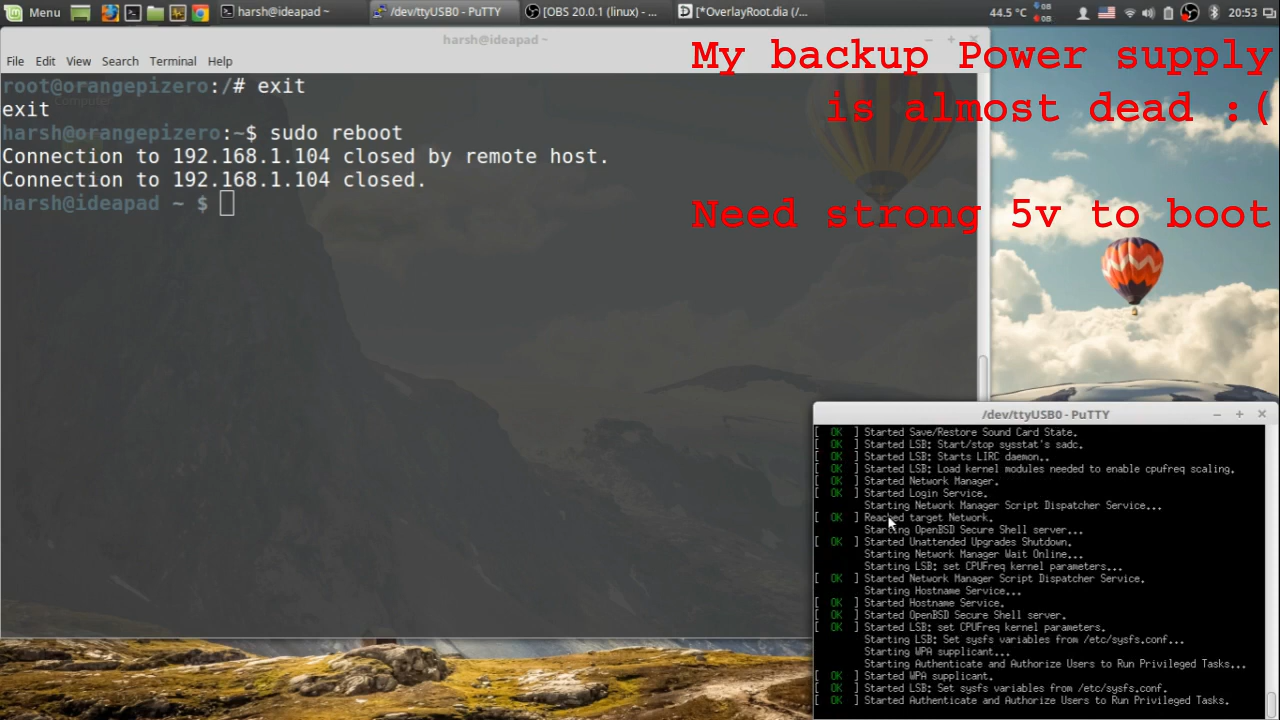 Menu
harsh@ideapad ~
/dev/ttyUSB0 - PuTTY
[OBS 20.0.1 (linux) - ...
[*OverlayRoot.dia (/...
44.5 °C
0B
0B
20:53
harsh@ideapad ~
File Edit View Search Terminal Help
root@orangepizero:/# exit
Computer
exit
harsh@orangepizero:~$ sudo reboot
Connection to 192.168.1.104 closed by remote host.
Connection to 192.168.1.104 closed.
harsh@ideapad ~ $
My backup Power supply
is almost dead :(
Need strong 5v to boot
/dev/ttyUSB0 - PuTTY
[ OK ] Started Save/Restore Sound Card State.
[ OK ] Started LSB: Start/stop sysstat's sadc.
[ OK ] Started LSB: Starts LIRC daemon..
[ OK ] Started LSB: Load kernel modules needed to enable cpufreq scaling.
[ OK ] Started Network Manager.
[ OK ] Started Login Service.
Starting Network Manager Script Dispatcher Service...
[ OK ] Reached target Network.
Starting OpenBSD Secure Shell server...
[ OK ] Started Unattended Upgrades Shutdown.
Starting Network Manager Wait Online...
Starting LSB: set CPUFreq kernel parameters...
[ OK ] Started Network Manager Script Dispatcher Service.
Starting Hostname Service...
[ OK ] Started Hostname Service.
[ OK ] Started OpenBSD Secure Shell server.
[ OK ] Started LSB: set CPUFreq kernel parameters.
Starting LSB: Set sysfs variables from /etc/sysfs.conf...
Starting WPA supplicant...
Starting Authenticate and Authorize Users to Run Privileged Tasks...
[ OK ] Started WPA supplicant.
[ OK ] Started LSB: Set sysfs variables from /etc/sysfs.conf.
[ OK ] Started Authenticate and Authorize Users to Run Privileged Tasks.